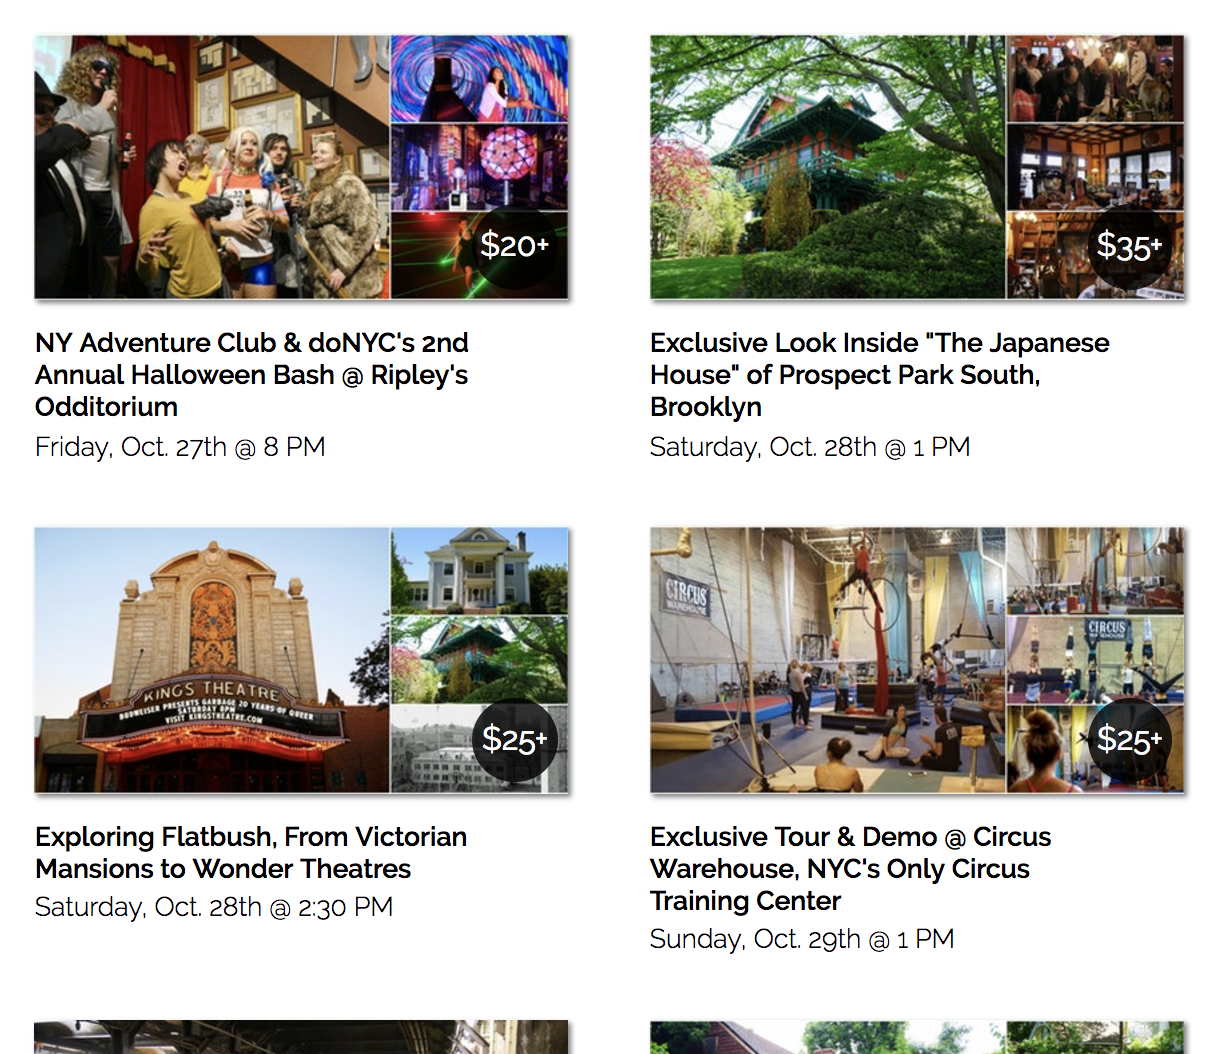 $20+
NY Adventure Club & doNYC's 2nd
Annual Halloween Bash @ Ripley's
Odditorium
Friday, Oct. 27th @ 8 PM
$35+
Exclusive Look Inside "The Japanese
House" of Prospect Park South,
Brooklyn
Saturday, Oct. 28th @ 1 PM
KINGS THEATRE
BUDWEISER PRESENTS GARBAGE 20 YEARS OF QUEER
SATURDAY 8PM
VISIT KINGSTHEATRE.COM
$25+
Exploring Flatbush, From Victorian
Mansions to Wonder Theatres
Saturday, Oct. 28th @ 2:30 PM
CIRCUS
WAREHOUSE
CIRCUS
WAREHOUSE
$25+
Exclusive Tour & Demo @ Circus
Warehouse, NYC's Only Circus
Training Center
Sunday, Oct. 29th @ 1 PM